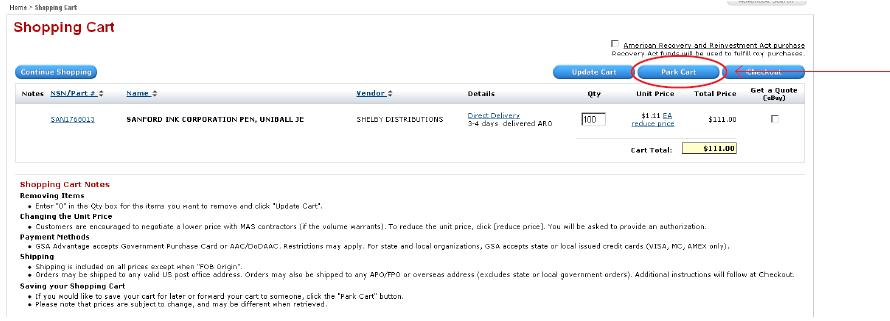 Home > Shopping Cart
Advanced Search
Shopping Cart
American Recovery and Reinvestment Act purchase
Recovery Act funds will be used to fulfill my purchases.
Continue Shopping Update Cart Park Cart Checkout
Notes NSN/Part # Name Vendor Details Qty Unit Price Total Price Get a Quote
(eBuy)
SAN1768013 SANFORD INK CORPORATION PEN, UNIBALL JE SHELBY DISTRIBUTIONS Direct Delivery 100 $1.11 EA $111.00
3-4 days delivered ARO reduce price
Cart Total: $111.00
Shopping Cart Notes
Removing Items
• Enter "0" in the Qty box for the items you want to remove and click "Update Cart".
Changing the Unit Price
• Customers are encouraged to negotiate a lower price with MAS contractors (if the volume warrants). To reduce the unit price, click [reduce price]. You will be asked to provide an authorization.
Payment Methods
• GSA Advantage accepts Government Purchase Card or AAC/DoDAAC. Restrictions may apply. For state and local organizations, GSA accepts state or local issued credit cards (VISA, MC, AMEX only).
Shipping
• Shipping is included on all prices except when "FOB Origin".
• Orders may be shipped to any valid US post office address. Orders may also be shipped to any APO/FPO or overseas address (excludes state or local government orders). Additional instructions will follow at Checkout.
Saving your Shopping Cart
• If you would like to save your cart for later or forward your cart to someone, click the "Park Cart" button.
• Please note that prices are subject to change, and may be different when retrieved.